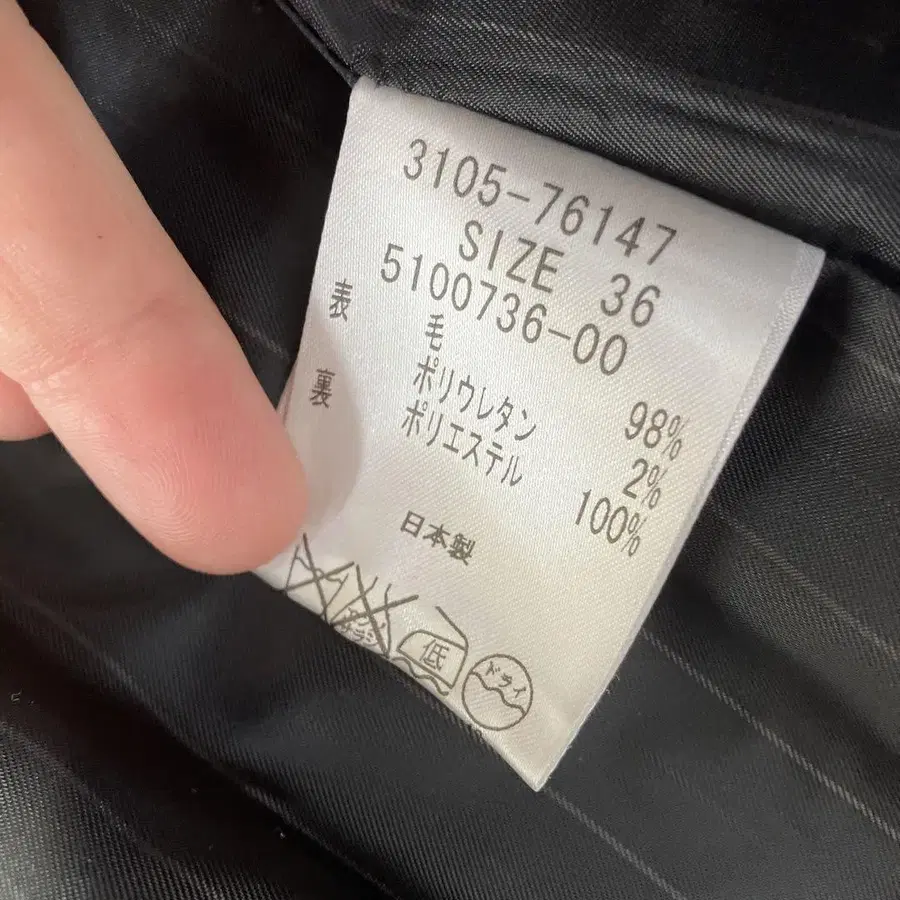 3105-76147
SIZE 36
5100736-00
表 毛 98%
ポリウレタン 2%
裏 ポリエステル 100%
日本製
低
ドライ